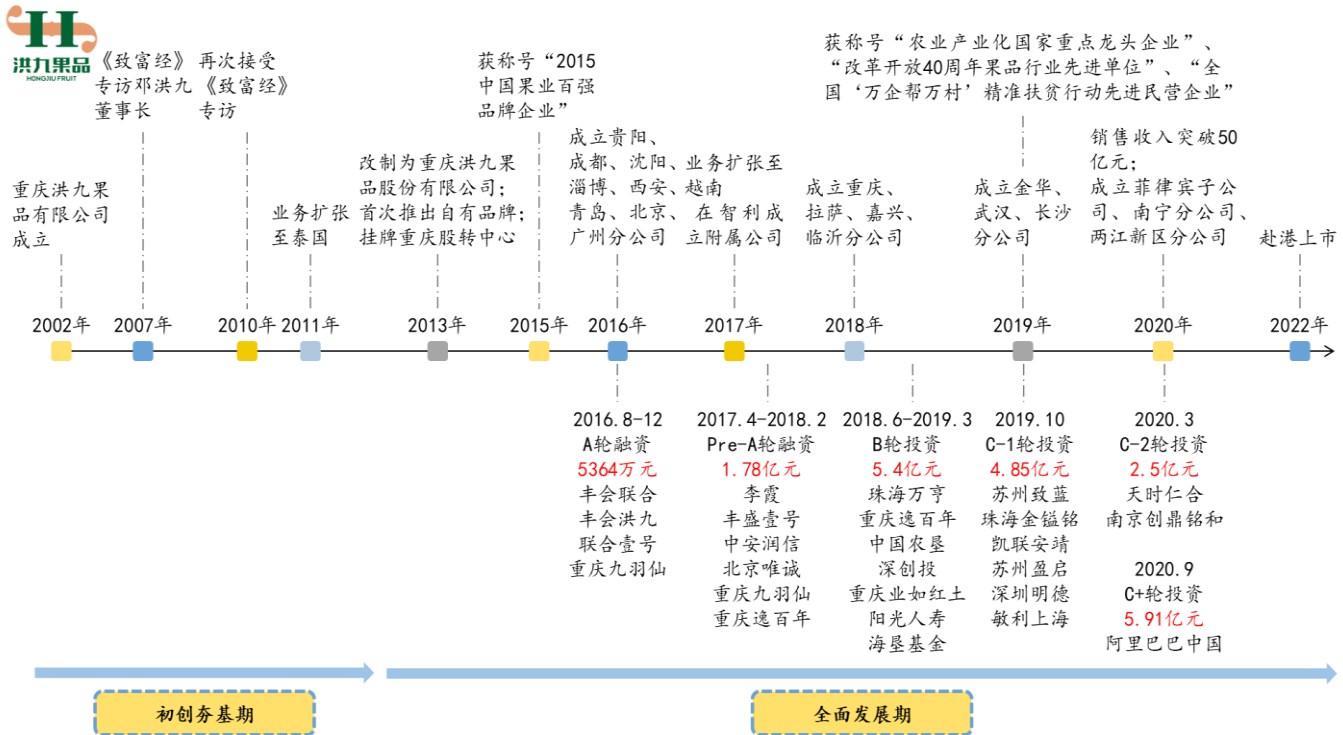 洪九果品
HONGJIU FRUIT
《致富经》
专访邓洪九
董事长
再次接受
《致富经》
专访
获称号“2015
中国果业百强
品牌企业”
获称号“农业产业化国家重点龙头企业”、
“改革开放40周年果品行业先进单位”、“全
国‘万企帮万村’精准扶贫行动先进民营企业”
重庆洪九果
品有限公司
成立
业务扩张
至泰国
改制为重庆洪九果
品股份有限公司；
首次推出自有品牌；
挂牌重庆股转中心
成立贵阳、
成都、沈阳、
淄博、西安、
青岛、北京、
广州分公司
业务扩张至
越南
在智利成
立附属公司
成立重庆、
拉萨、嘉兴、
临沂分公司
成立金华、
武汉、长沙
分公司
销售收入突破50
亿元；
成立菲律宾子公
司、南宁分公司、
两江新区分公司
赴港上市
2002年
2007年
2010年
2011年
2013年
2015年
2016年
2017年
2018年
2019年
2020年
2022年
2016.8-12
A轮融资
5364万元
丰会联合
丰会洪九
联合壹号
重庆九羽仙
2017.4-2018.2
Pre-A轮融资
1.78亿元
李霞
丰盛壹号
中安润信
北京唯诚
重庆九羽仙
重庆逸百年
2018.6-2019.3
B轮投资
5.4亿元
珠海万亨
重庆逸百年
中国农垦
深创投
重庆业如红土
阳光人寿
海垦基金
2019.10
C-1轮投资
4.85亿元
苏州致蓝
珠海金镒铭
凯联安靖
苏州盈启
深圳明德
敏利上海
2020.3
C-2轮投资
2.5亿元
天时仁合
南京创鼎铭和
2020.9
C+轮投资
5.91亿元
阿里巴巴中国
初创夯基期
全面发展期